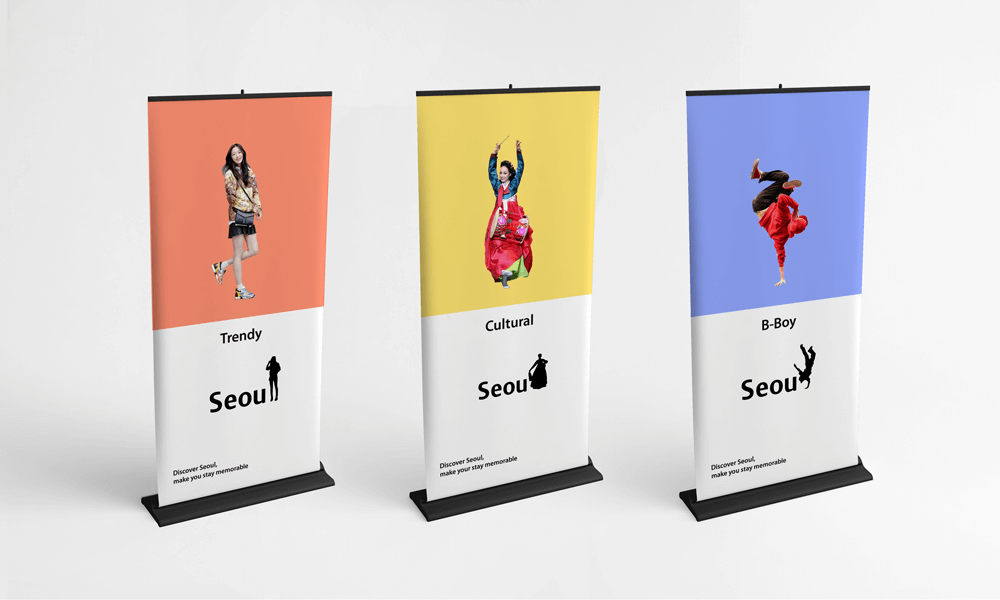 Trendy
Seou
Discover Seoul,
make you stay memorable
Cultural
Seou
Discover Seoul,
make your stay memorable
B-Boy
Seou
Discover Seoul,
make you stay memorable